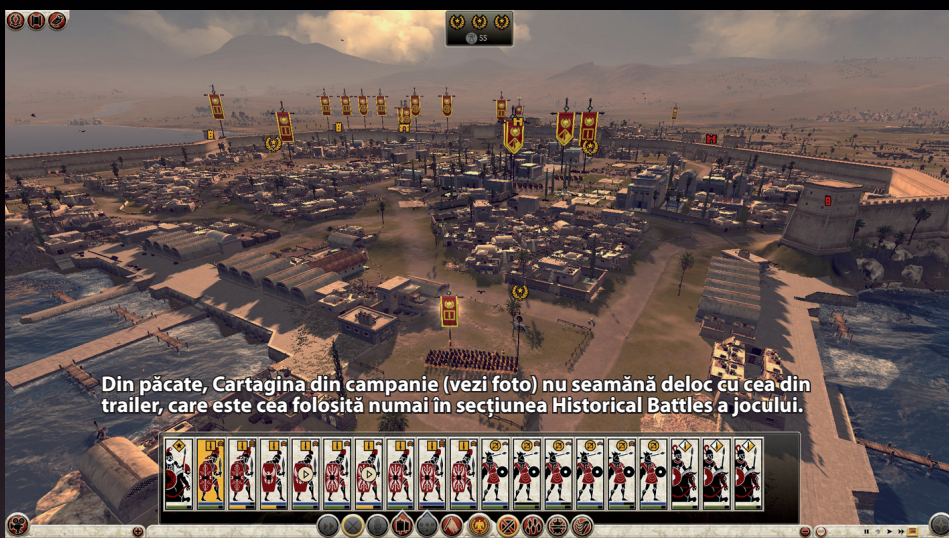 55
Din păcate, Cartagina din campanie (vezi foto) nu seamănă deloc cu cea din
trailer, care este cea folosită numai în secțiunea Historical Battles a jocului.